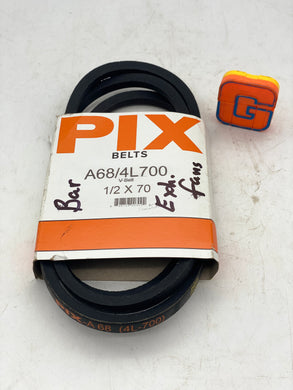 PIX
BELTS
A68/4L700
V-Belt
1/2 X 70
Bar
Exh.
fans
G
PIX-A 68 (4L-700)